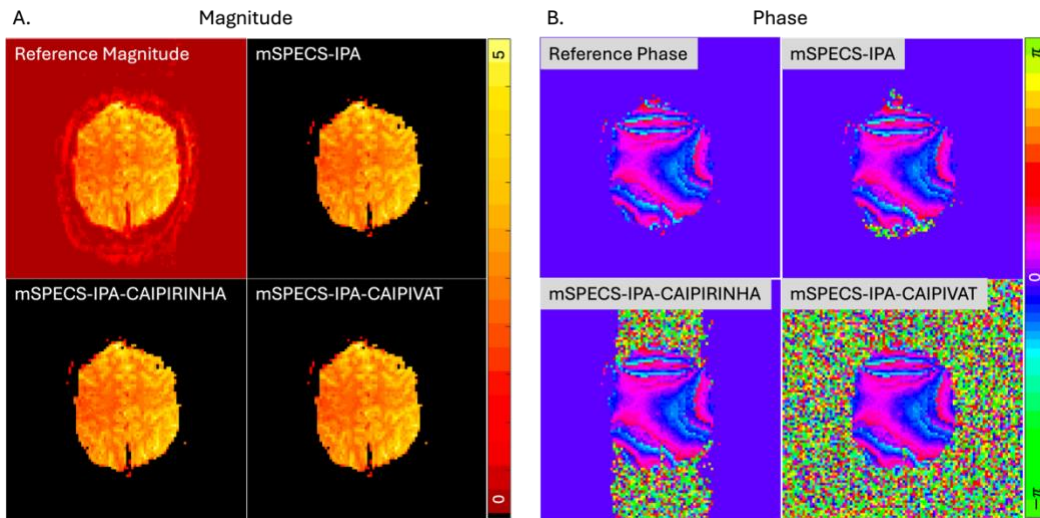 A.
Magnitude
Reference Magnitude
mSPECS-IPA
5
mSPECS-IPA-CAIPIRINHA
mSPECS-IPA-CAIPIVAT
0
B.
Phase
Reference Phase
mSPECS-IPA
π
0
mSPECS-IPA-CAIPIRINHA
mSPECS-IPA-CAIPIVAT
-π